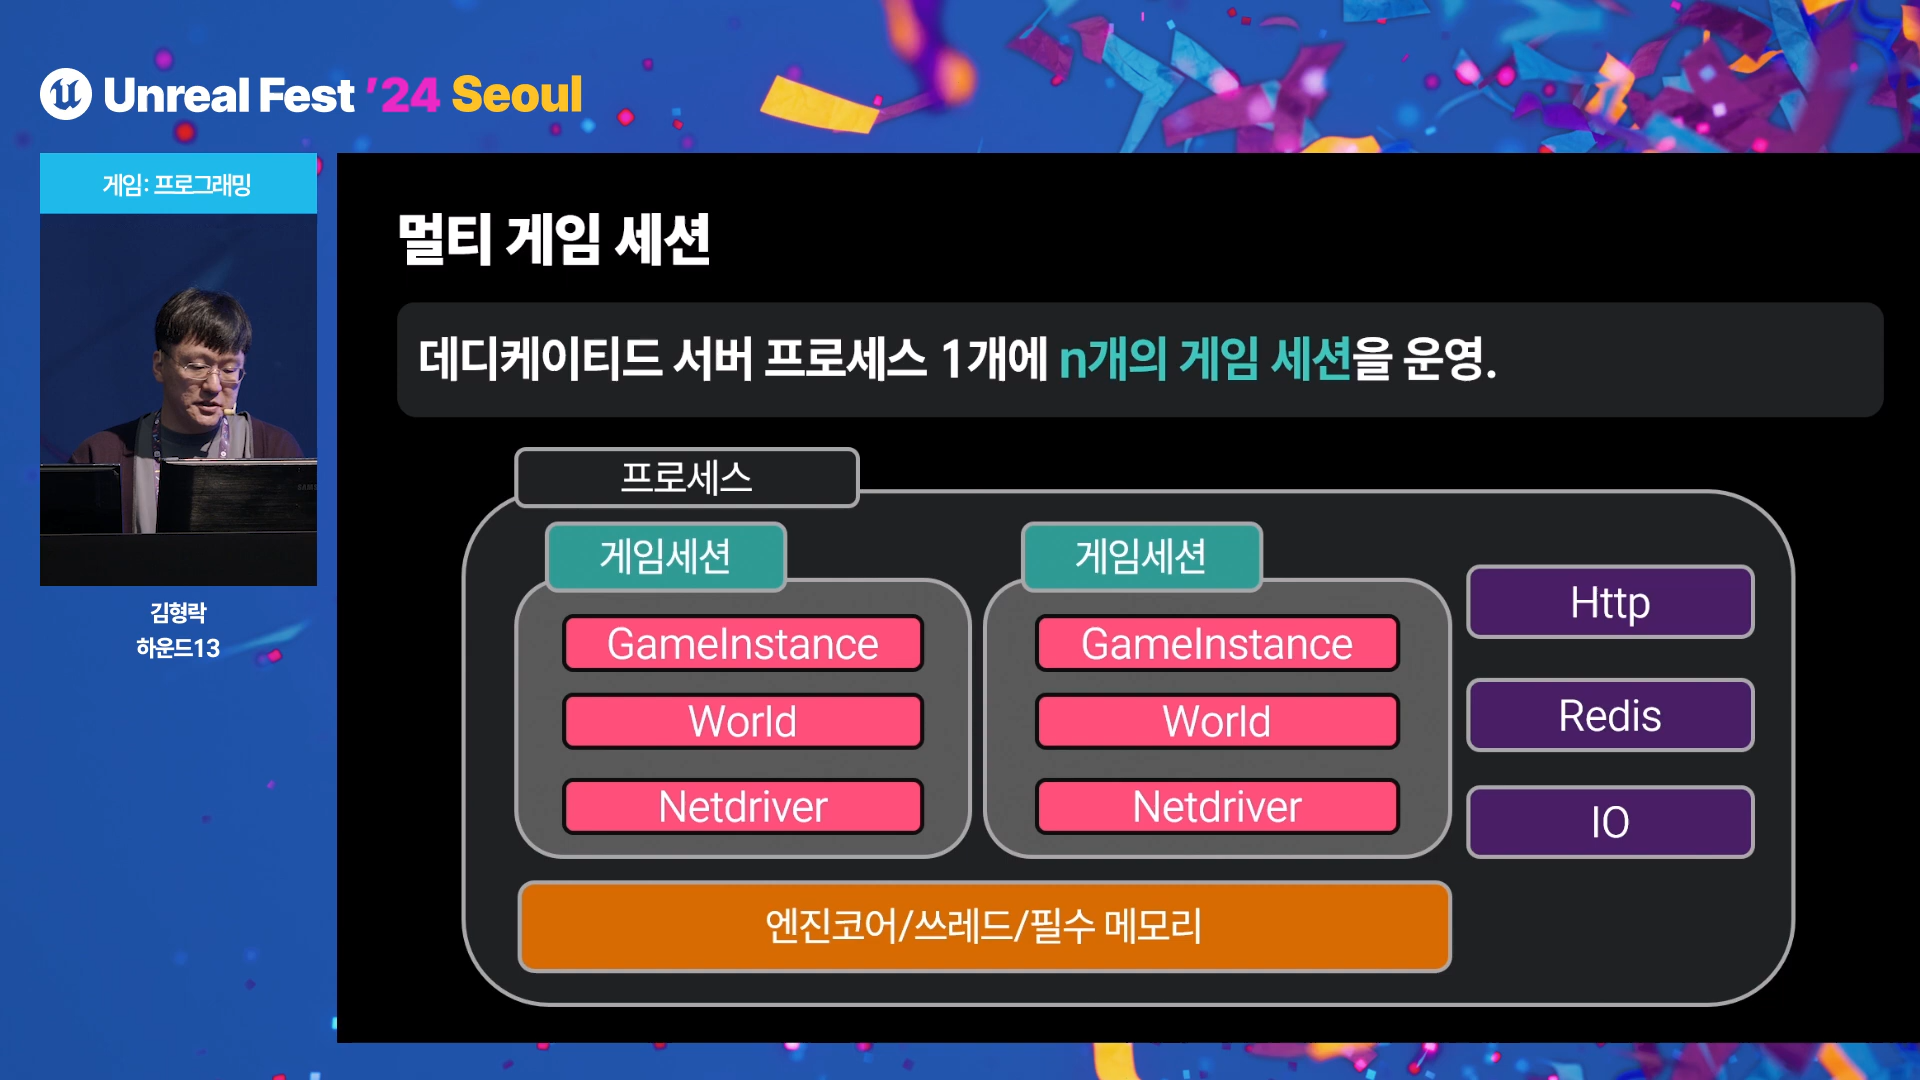 Unreal Fest '24 Seoul
게임: 프로그래밍
김형락
하운드13
멀티 게임 세션
데디케이티드 서버 프로세스 1개에 n개의 게임 세션을 운영.
프로세스
게임세션
GameInstance
World
Netdriver
게임세션
GameInstance
World
Netdriver
Http
Redis
IO
엔진코어/쓰레드/필수 메모리